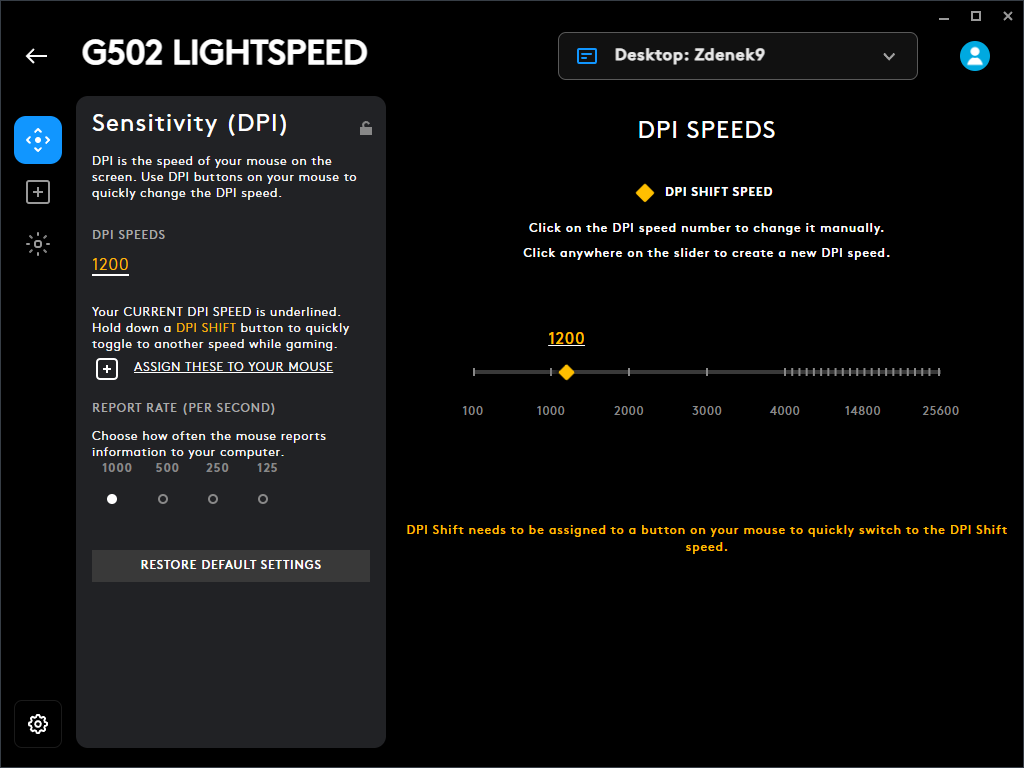 G502 LIGHTSPEED
Desktop: Zdenek9
Sensitivity (DPI)
DPI is the speed of your mouse on the
screen. Use DPI buttons on your mouse to
quickly change the DPI speed.
DPI SPEEDS
1200
Your CURRENT DPI SPEED is underlined.
Hold down a DPI SHIFT button to quickly
toggle to another speed while gaming.
ASSIGN THESE TO YOUR MOUSE
REPORT RATE (PER SECOND)
Choose how often the mouse reports
information to your computer.
1000 500 250 125
RESTORE DEFAULT SETTINGS
DPI SPEEDS
DPI SHIFT SPEED
Click on the DPI speed number to change it manually.
Click anywhere on the slider to create a new DPI speed.
1200
100 1000 2000 3000 4000 14800 25600
DPI Shift needs to be assigned to a button on your mouse to quickly switch to the DPI Shift
speed.